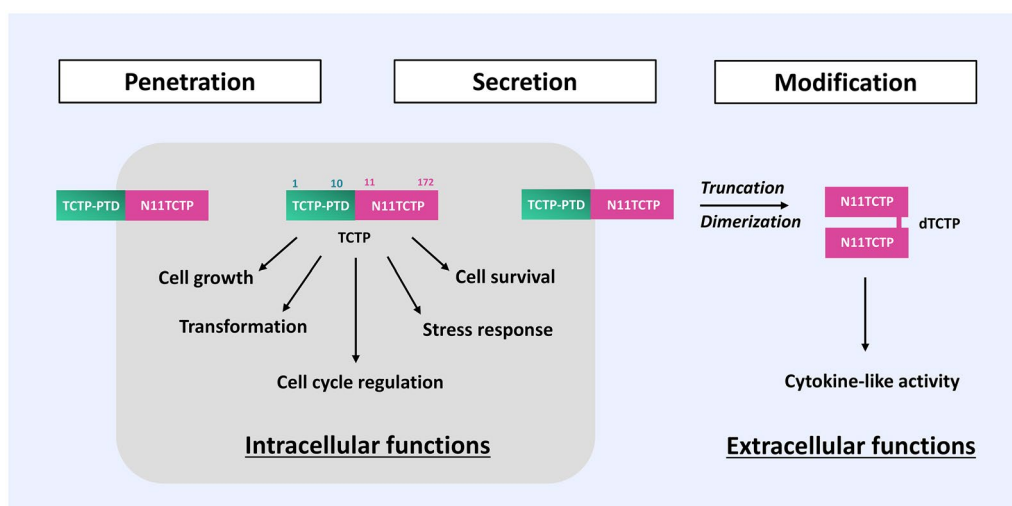 Penetration
Secretion
Modification
1 10 11 172
TCTP-PTD N11TCTP
TCTP-PTD N11TCTP
TCTP-PTD N11TCTP
TCTP
Truncation
Dimerization
N11TCTP
N11TCTP
dTCTP
Cell growth
Cell survival
Transformation
Stress response
Cell cycle regulation
Cytokine-like activity
Intracellular functions
Extracellular functions